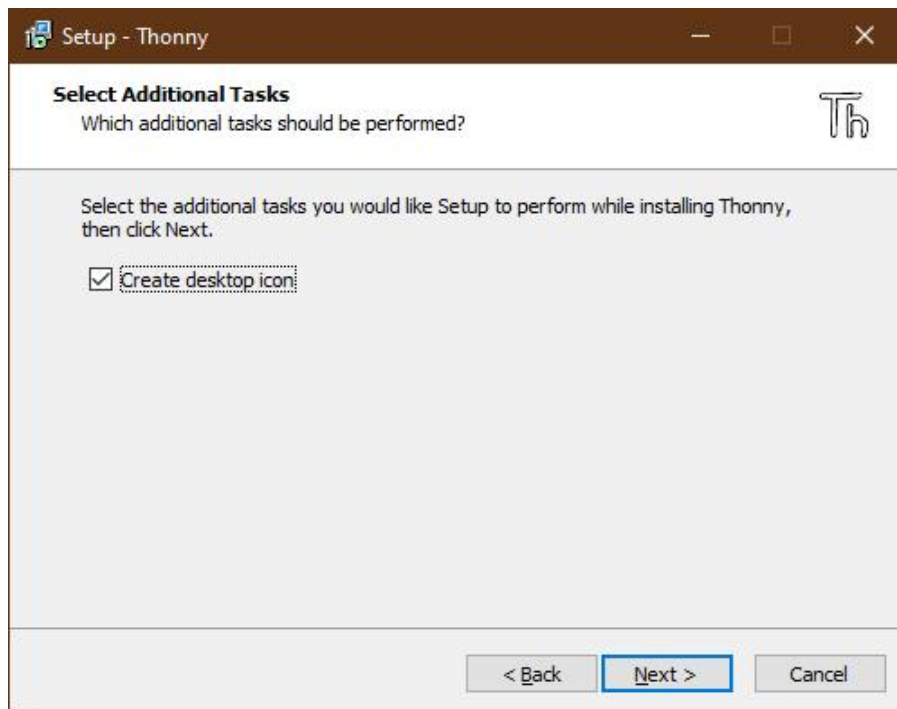 Setup - Thonny
Select Additional Tasks
Which additional tasks should be performed?
Th
Select the additional tasks you would like Setup to perform while installing Thonny,
then click Next.
Create desktop icon
< Back
Next >
Cancel